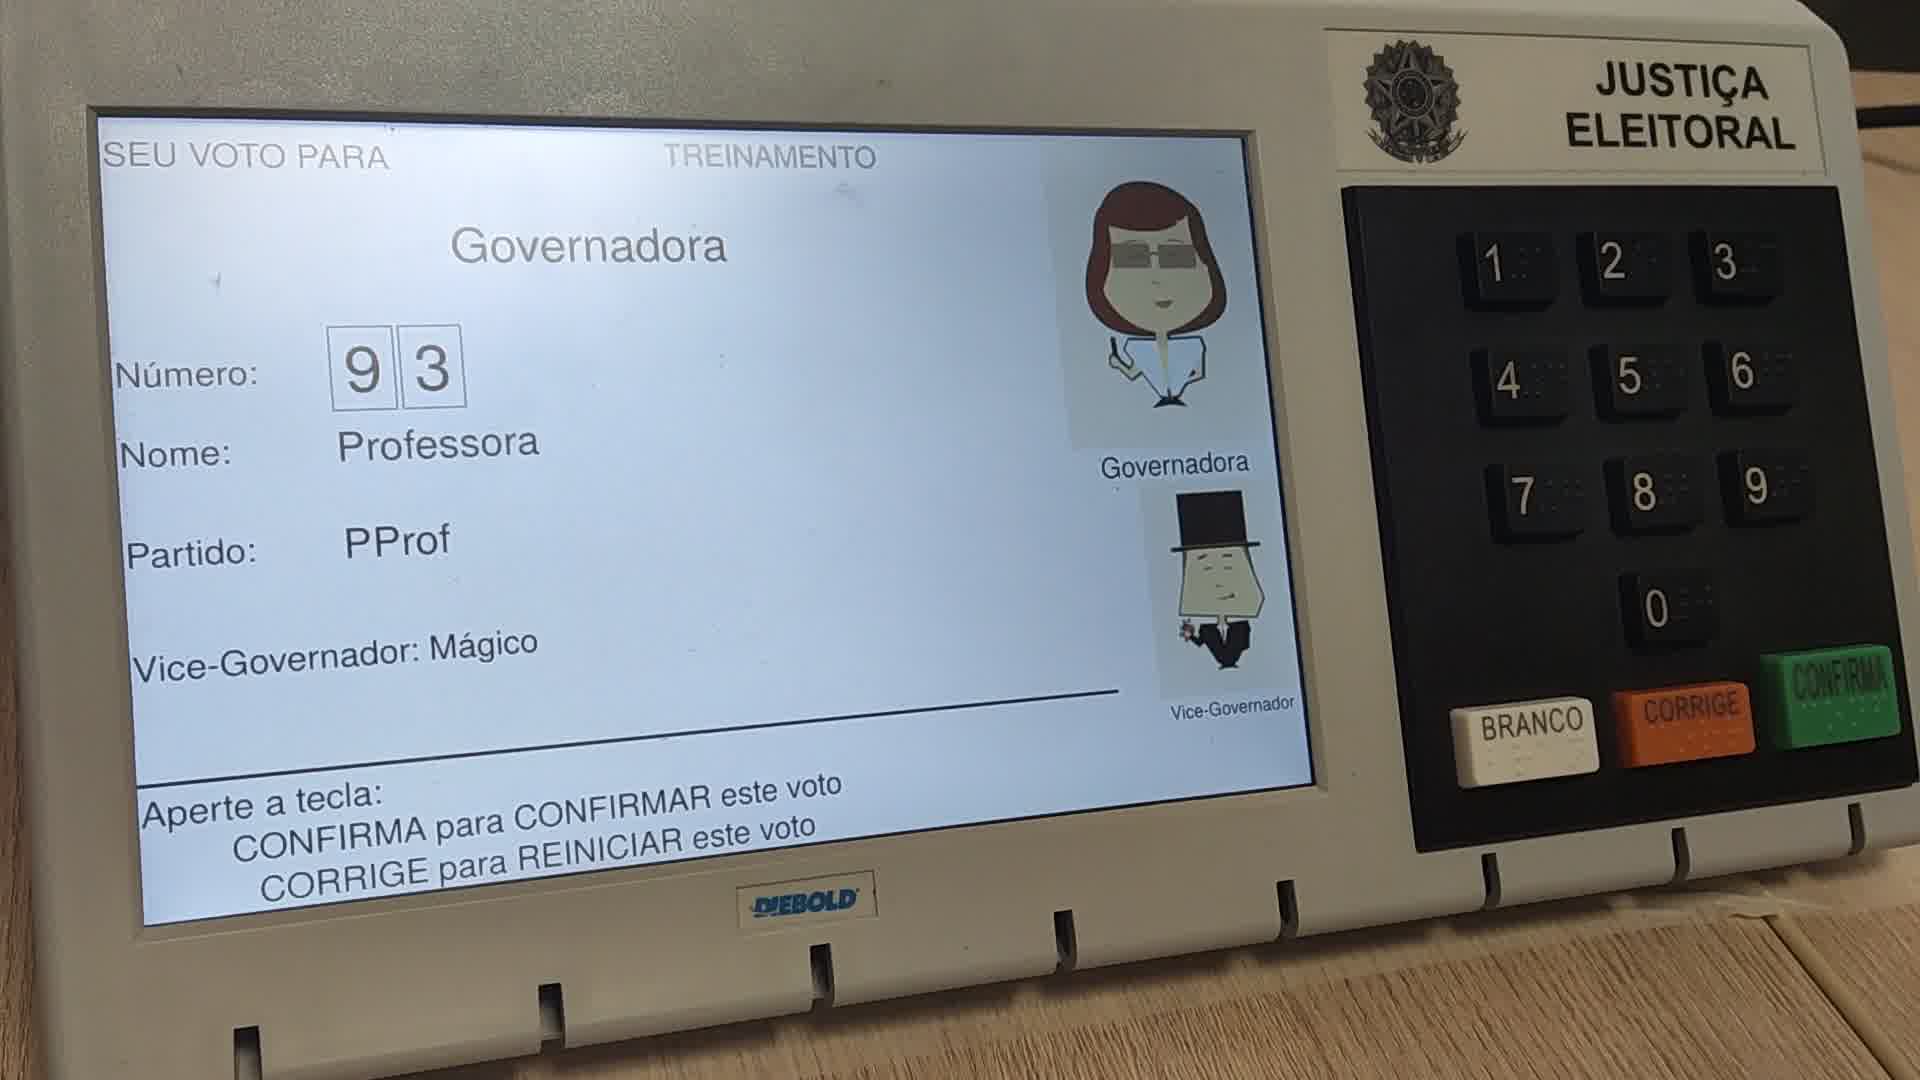 SEU VOTO PARA
TREINAMENTO
Governadora
Número: 93
Nome: Professora
Partido: PProf
Vice-Governador: Mágico
Governadora
Vice-Governador
Aperte a tecla:
CONFIRMA para CONFIRMAR este voto
CORRIGE para REINICIAR este voto
DIEBOLD
JUSTIÇA
ELEITORAL
1 2 3
4 5 6
7 8 9
0
BRANCO CORRIGE CONFIRMA